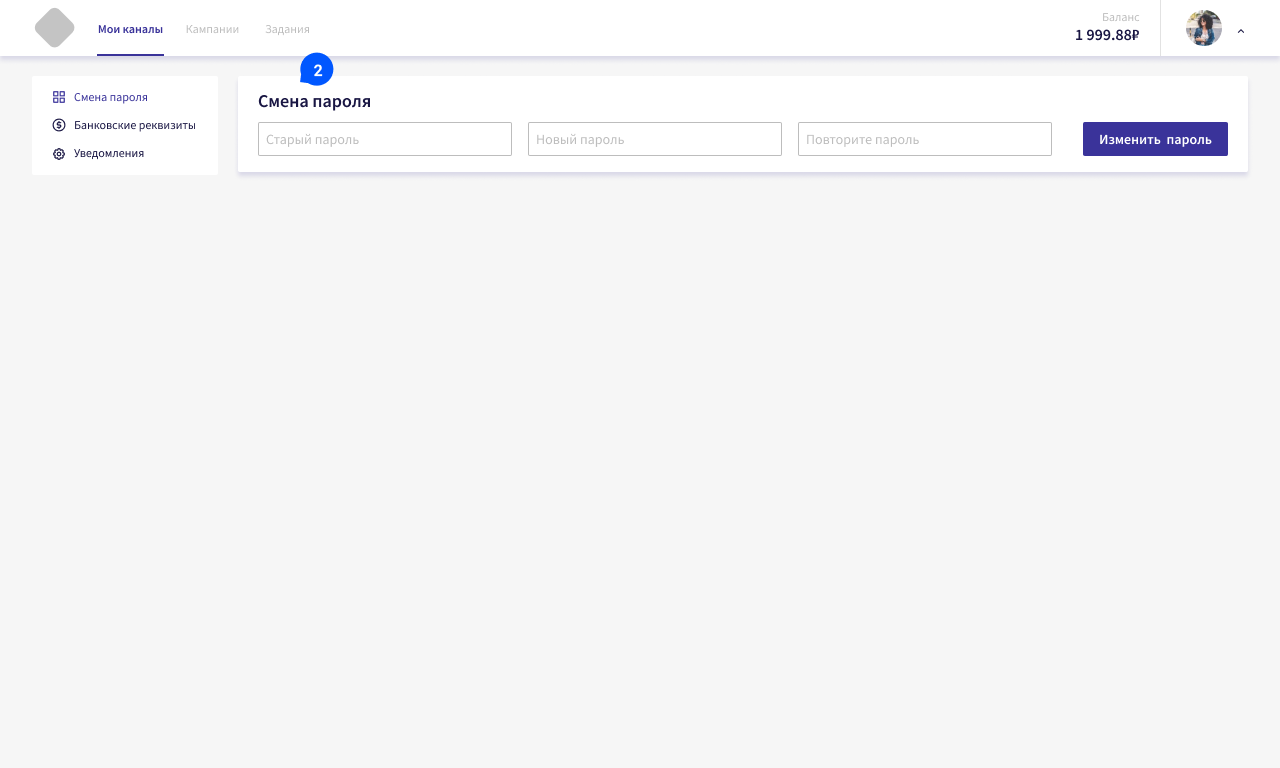 Мои каналы
Кампании
Задания
Баланс
1 999.88₽
2
Смена пароля
Банковские реквизиты
Уведомления
Смена пароля
Старый пароль
Новый пароль
Повторите пароль
Изменить пароль